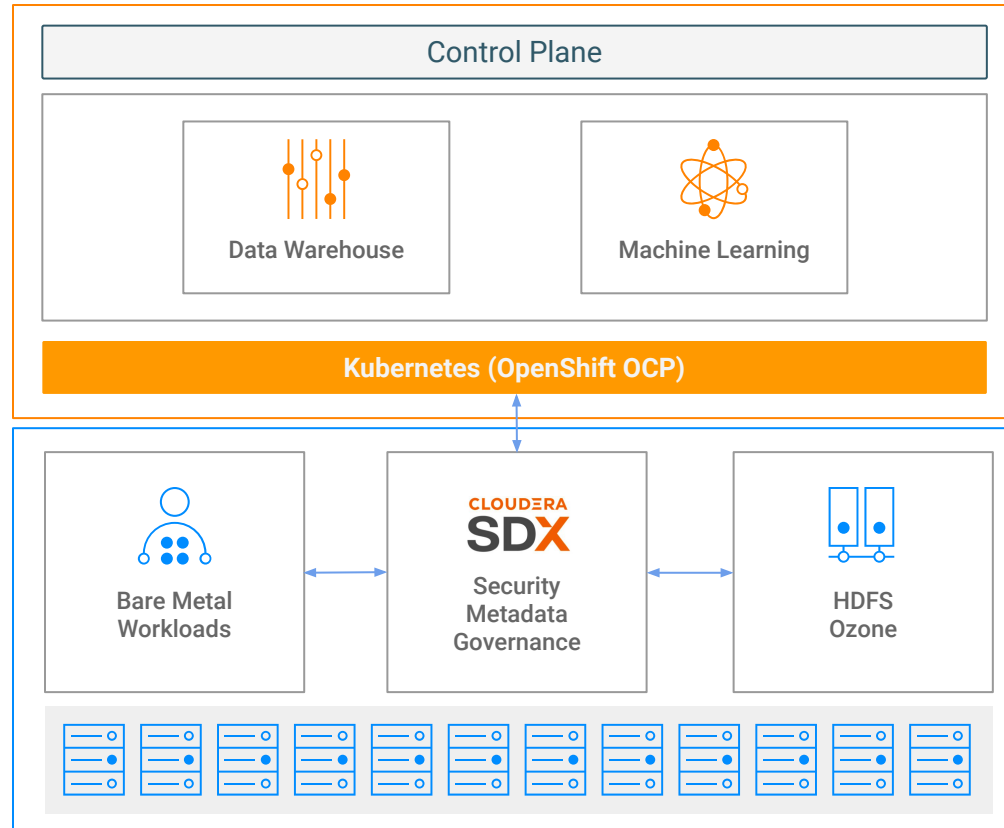 Control Plane
Data Warehouse
Machine Learning
Kubernetes (OpenShift OCP)
Bare Metal
Workloads
CLOUDERA
SDX
Security
Metadata
Governance
HDFS
Ozone